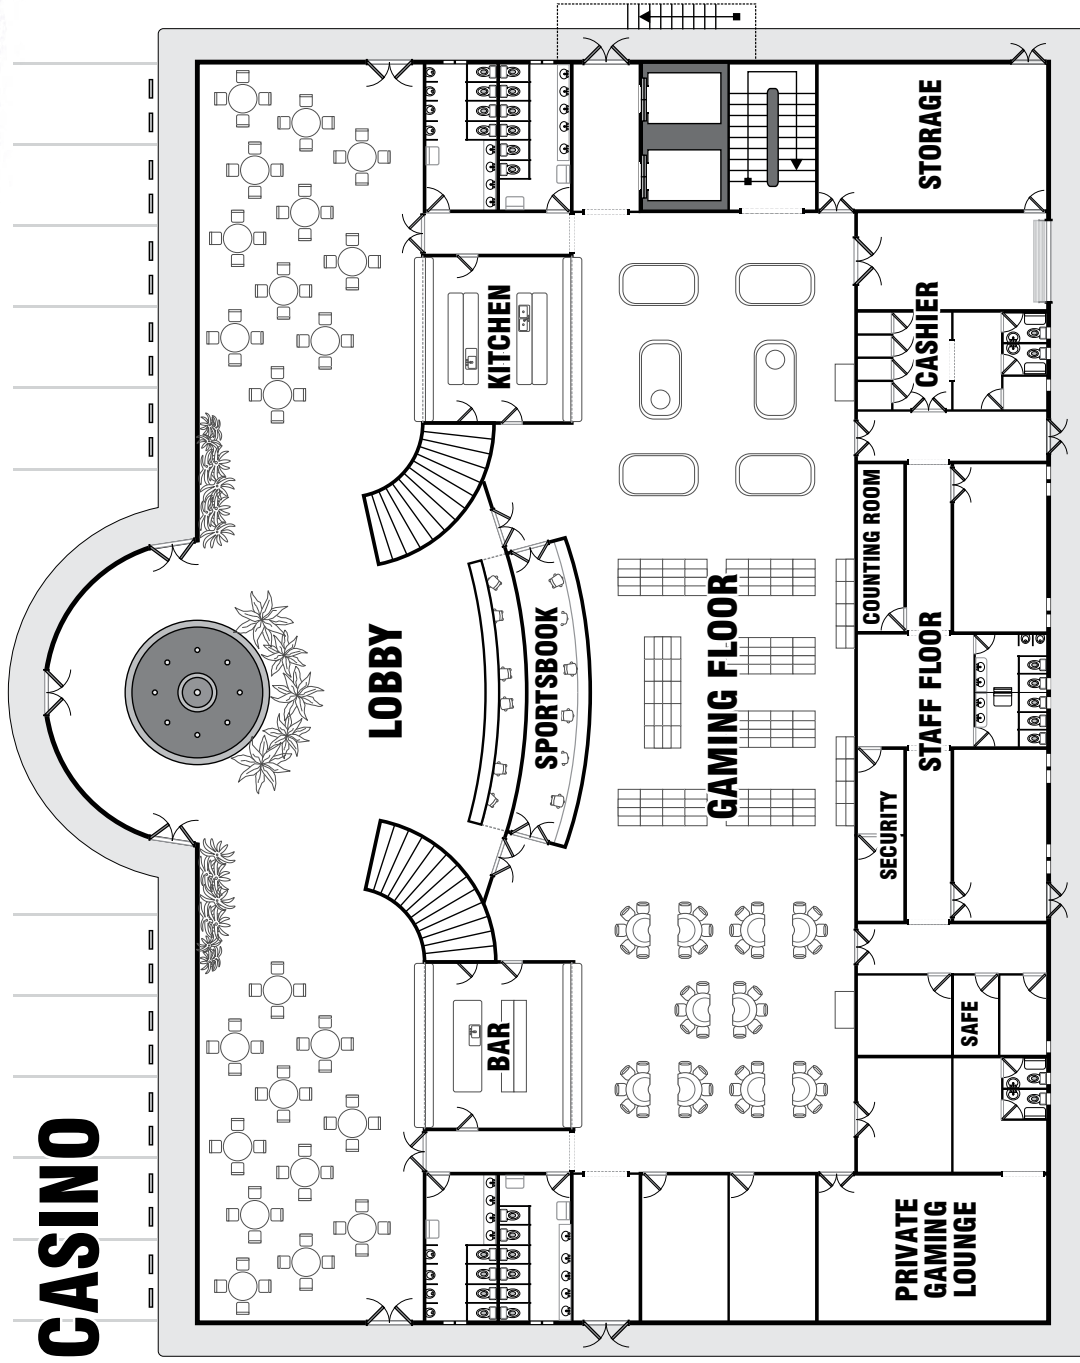 CASINO
LOBBY
KITCHEN
BAR
SPORTSBOOK
GAMING FLOOR
STORAGE
CASHIER
COUNTING ROOM
STAFF FLOOR
SECURITY
SAFE
PRIVATE
GAMING
LOUNGE